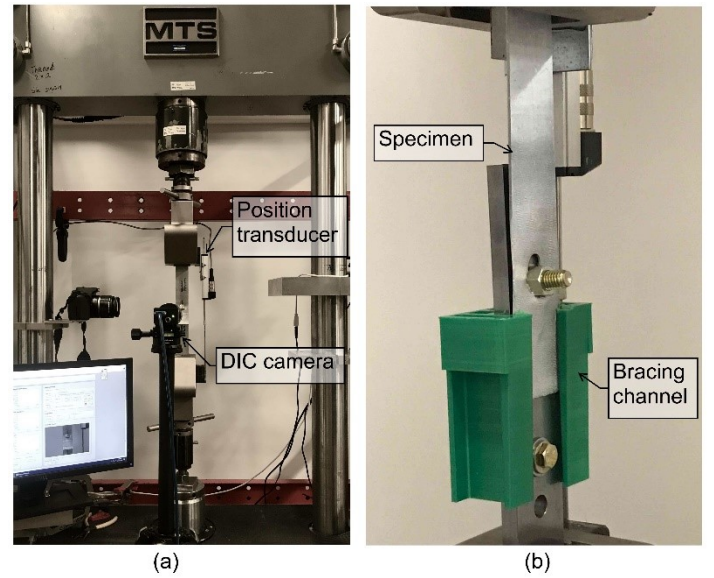 MTS
Position
transducer
DIC camera
(a)
Specimen
Bracing
channel
(b)